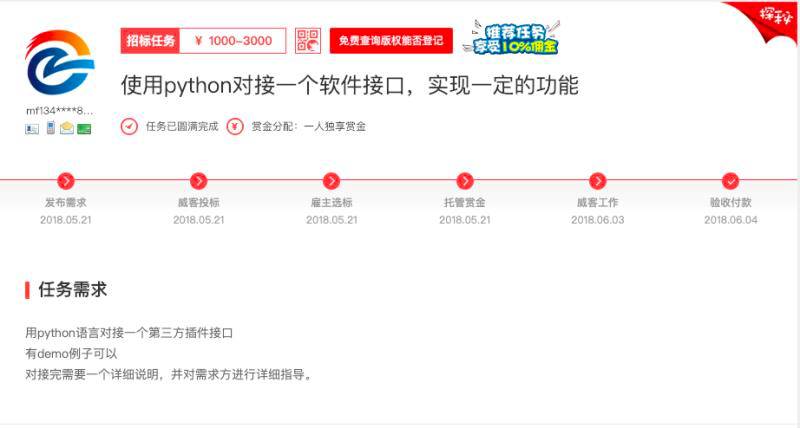 探秘
招标任务 ¥ 1000~3000 免费查询版权能否登记 推荐任务
享受10%佣金
使用python对接一个软件接口，实现一定的功能
mf134****8...
任务已圆满完成 ¥ 赏金分配：一人独享赏金
发布需求 威客投标 雇主选标 托管赏金 威客工作 验收付款
2018.05.21 2018.05.21 2018.05.21 2018.05.21 2018.06.03 2018.06.04
任务需求
用python语言对接一个第三方插件接口
有demo例子可以
对接完需要一个详细说明，并对需求方进行详细指导。